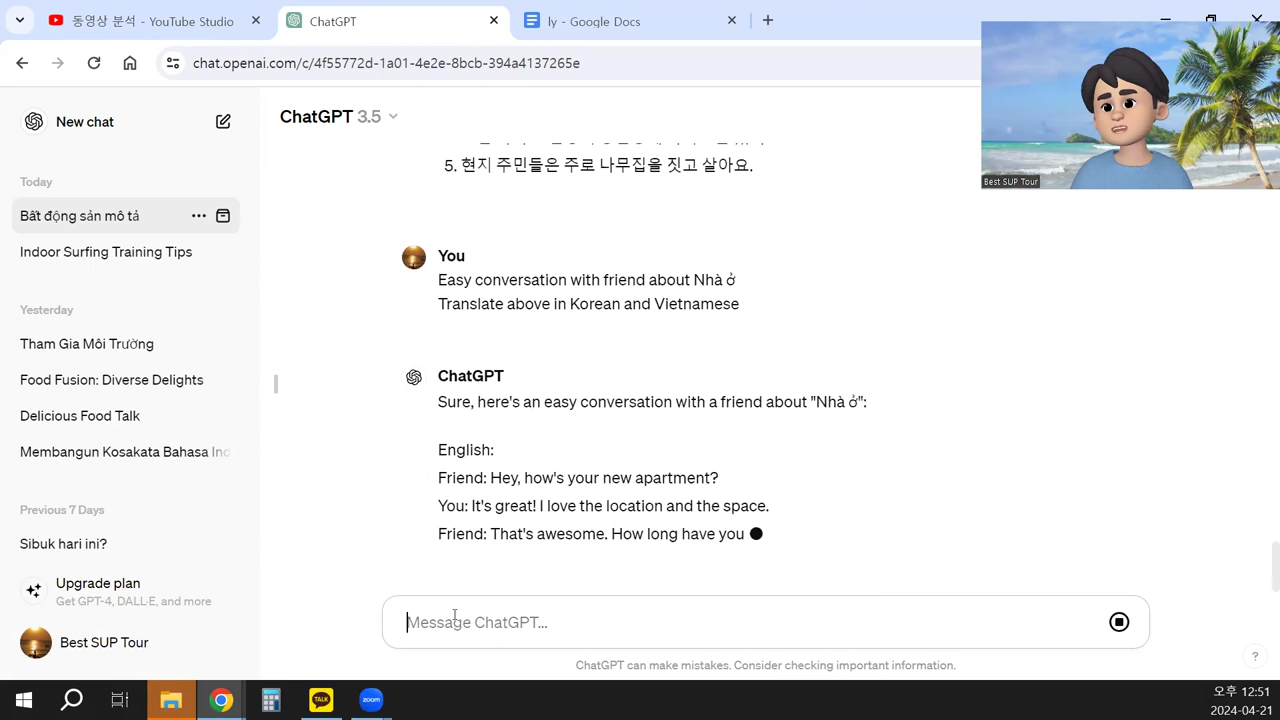 동영상 분석 - YouTube Studio
ChatGPT
ly - Google Docs
chat.openai.com/c/4f55772d-1a01-4e2e-8bcb-394a4137265e
Best SUP Tour
New chat
Today
Bất động sản mô tả
Indoor Surfing Training Tips
Yesterday
Tham Gia Môi Trường
Food Fusion: Diverse Delights
Delicious Food Talk
Membangun Kosakata Bahasa Inc
Previous 7 Days
Sibuk hari ini?
Upgrade plan
Get GPT-4, DALL·E, and more
Best SUP Tour
ChatGPT 3.5
5. 현지 주민들은 주로 나무집을 짓고 살아요.
You
Easy conversation with friend about Nhà ở
Translate above in Korean and Vietnamese
ChatGPT
Sure, here's an easy conversation with a friend about "Nhà ở":
English:
Friend: Hey, how's your new apartment?
You: It's great! I love the location and the space.
Friend: That's awesome. How long have you
Message ChatGPT...
ChatGPT can make mistakes. Consider checking important information.
?
TALK
zoom
오후 12:51
2024-04-21